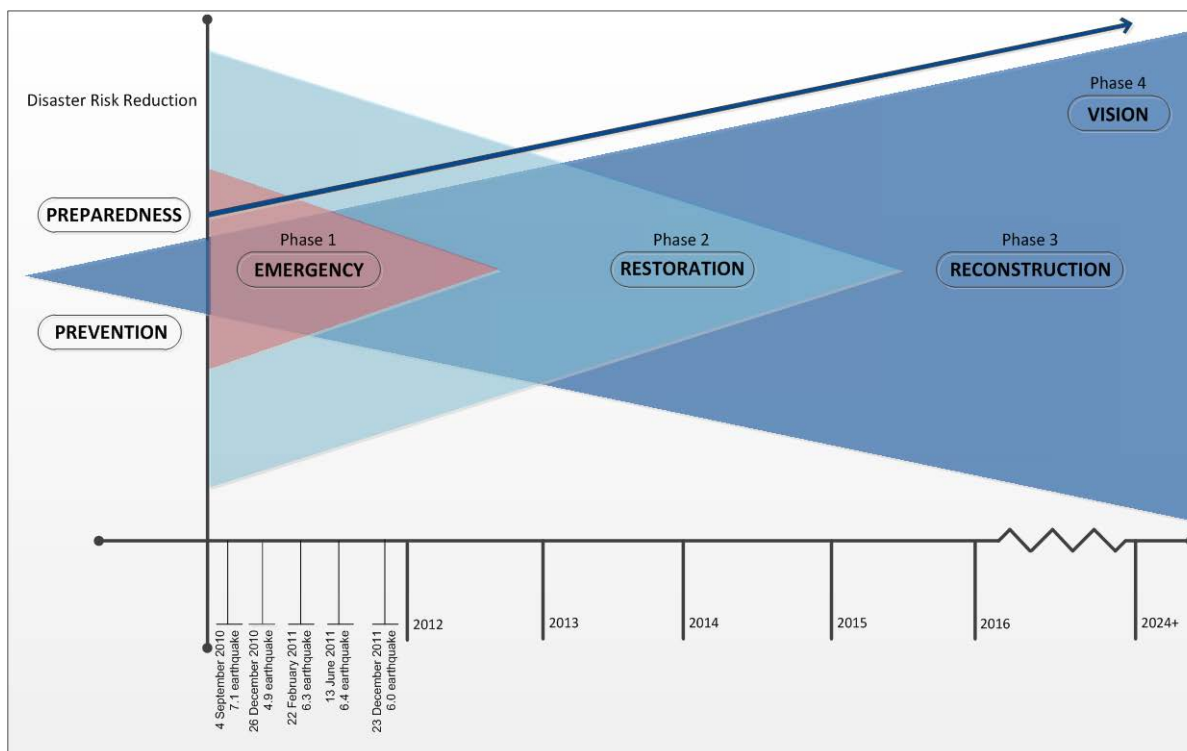 Disaster Risk Reduction
Phase 4
VISION
PREPAREDNESS
Phase 1
EMERGENCY
Phase 2
RESTORATION
Phase 3
RECONSTRUCTION
PREVENTION
4 September 2010
7.1 earthquake
26 December 2010
4.9 earthquake
22 February 2011
6.3 earthquake
13 June 2011
6.4 earthquake
23 December 2011
6.0 earthquake
2012
2013
2014
2015
2016
2024+